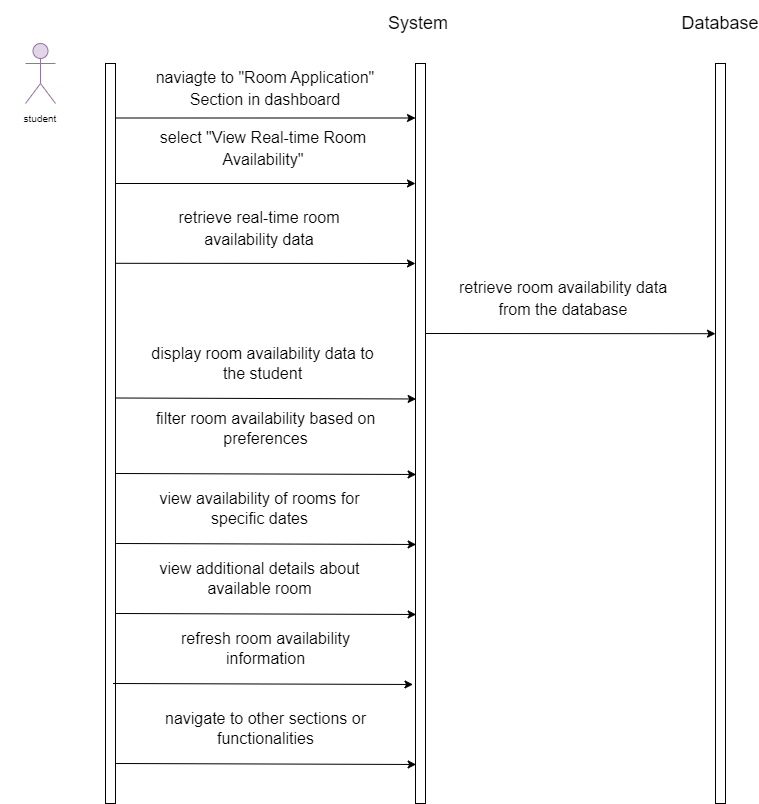 System
Database
student
naviagte to "Room Application"
Section in dashboard
select "View Real-time Room
Availability"
retrieve real-time room
availability data
retrieve room availability data
from the database
display room availability data to
the student
filter room availability based on
preferences
view availability of rooms for
specific dates
view additional details about
available room
refresh room availability
information
navigate to other sections or
functionalities